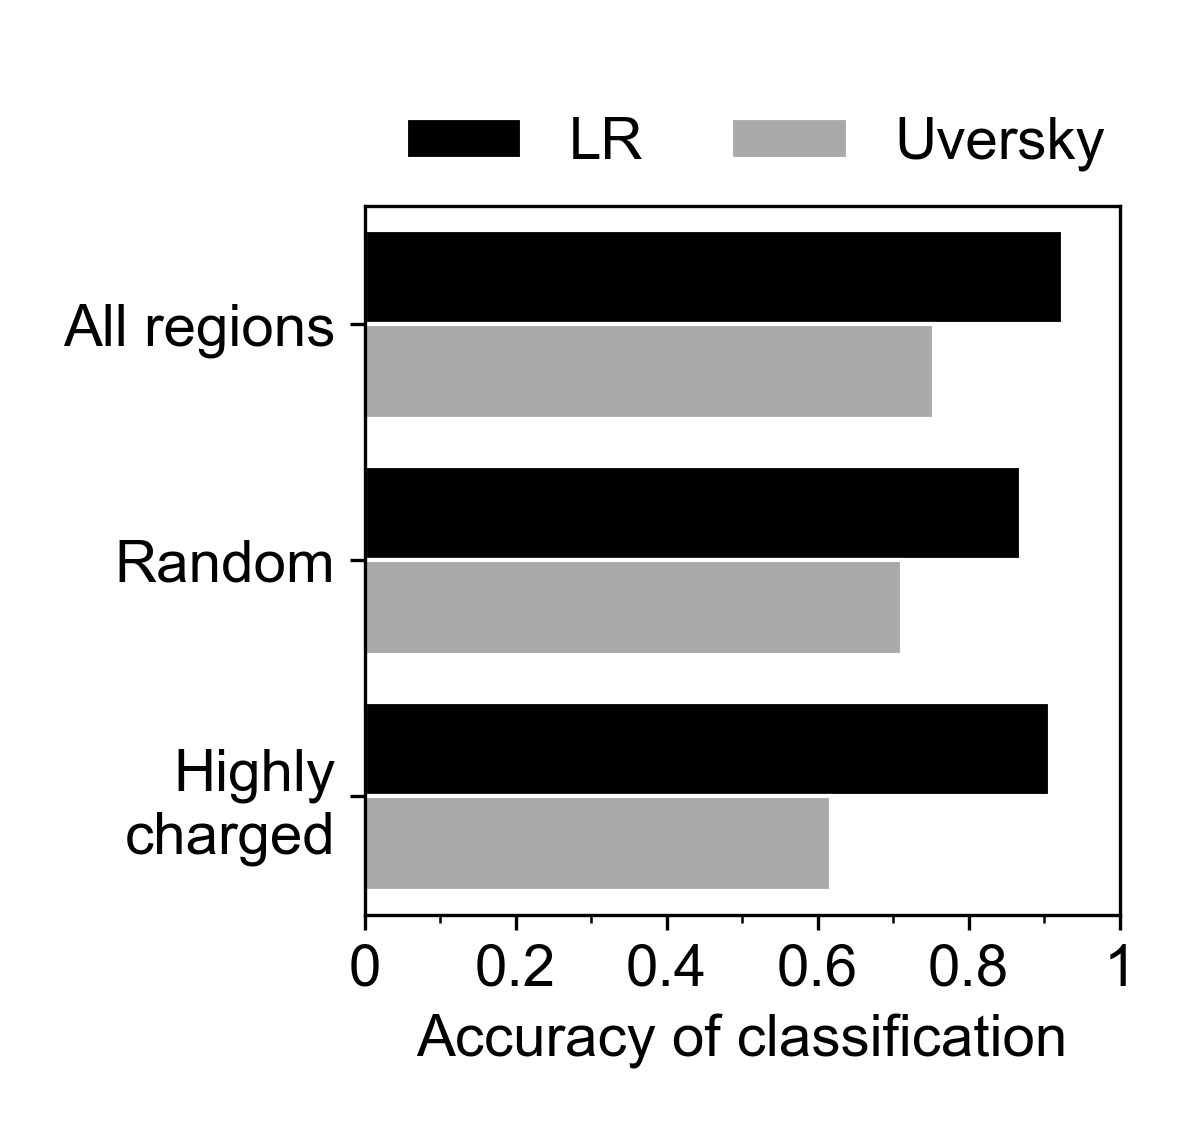 LR Uversky
All regions
Random
Highly
charged
0 0.2 0.4 0.6 0.8 1
Accuracy of classification